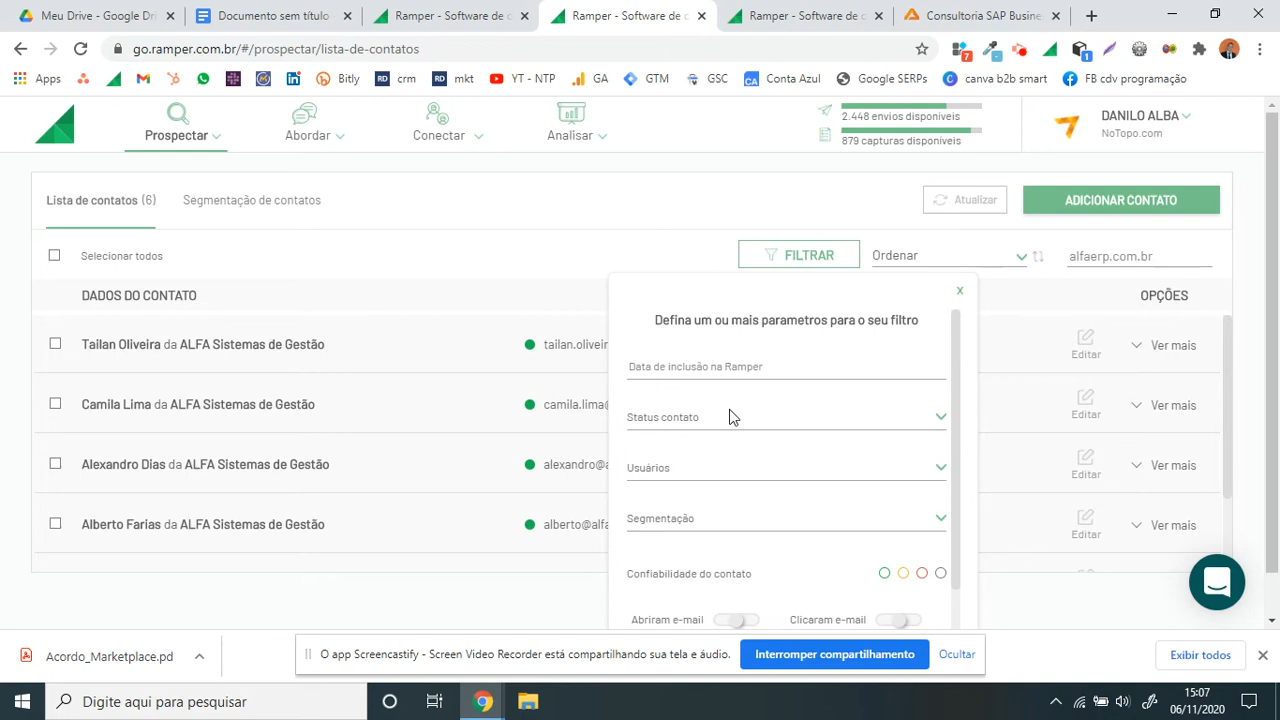 Meu Drive - Google Dri
Documento sem título
Ramper - Software de c
Ramper - Software de c
Ramper - Software de c
Consultoria SAP Busines
go.ramper.com.br/#/prospectar/lista-de-contatos
7
1
Apps
Bitly
RD crm
RD mkt
YT - NTP
GA
GTM
GSC
CA Conta Azul
Google SERPs
canva b2b smart
FB cdv programação
Prospectar
Abordar
Conectar
Analisar
2.448 envios disponíveis
879 capturas disponíveis
DANILO ALBA
NoTopo.com
Lista de contatos (6)
Segmentação de contatos
Atualizar
ADICIONAR CONTATO
Selecionar todos
FILTRAR
Ordenar
alfaerp.com.br
DADOS DO CONTATO
OPÇÕES
x
Defina um ou mais parametros para o seu filtro
Tailan Oliveira da ALFA Sistemas de Gestão
tailan.oliveir
Editar
Ver mais
Data de inclusão na Ramper
Camila Lima da ALFA Sistemas de Gestão
camila.lima@
Editar
Ver mais
Status contato
Alexandro Dias da ALFA Sistemas de Gestão
alexandro@a
Editar
Ver mais
Usuários
Alberto Farias da ALFA Sistemas de Gestão
alberto@alfa
Editar
Ver mais
Segmentação
Confiabilidade do contato
Abriram e-mail
Clicaram e-mail
Acordo_Marketplace.pd
O app Screencastify - Screen Video Recorder está compartilhando sua tela e áudio.
Interromper compartilhamento
Ocultar
Exibir todos
Digite aqui para pesquisar
15:07
06/11/2020